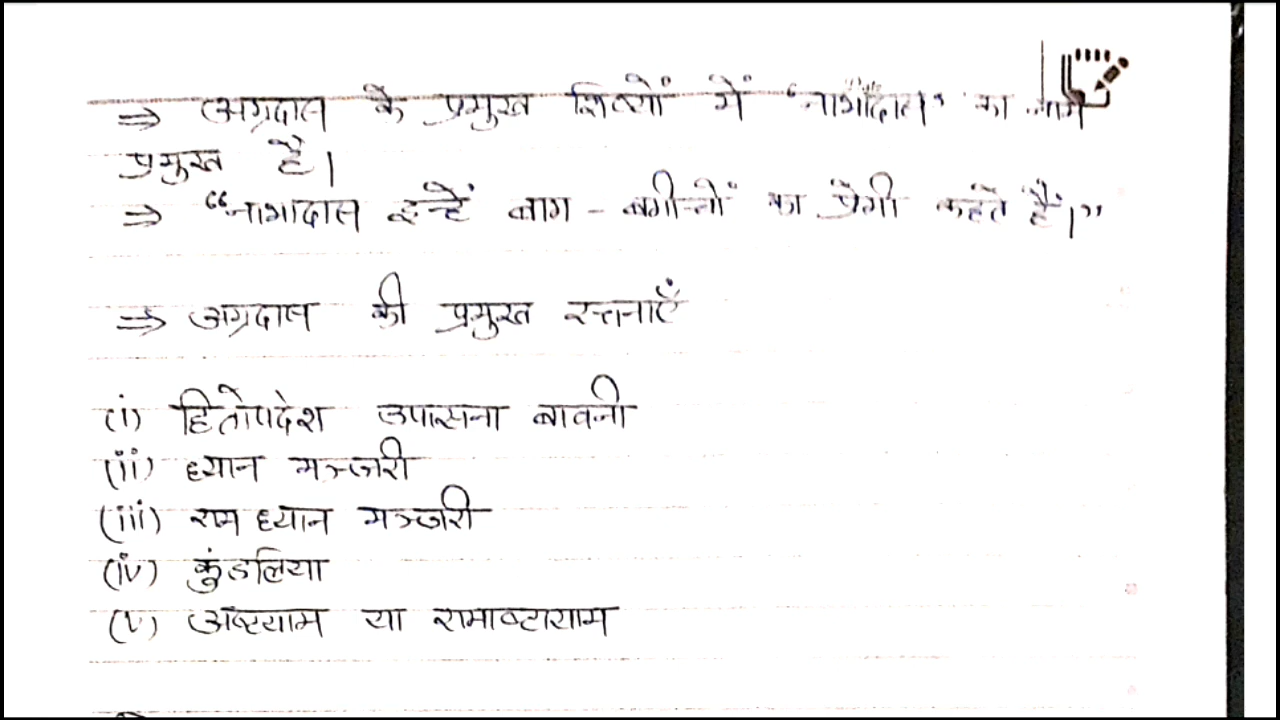 ⇒ अग्रदास के प्रमुख शिष्यों में "नाभादास" का नाम
प्रमुख है।
⇒ "नाभादास इन्हें बाग - बगीचों का प्रेमी कहते हैं।"
⇒ अग्रदास की प्रमुख रचनाएँ
(i) हितोपदेश उपासना बावनी
(ii) ध्यान मञ्जरी
(iii) राम ध्यान मञ्जरी
(iv) कुंडलिया
(v) अष्टयाम या रामाष्टायाम